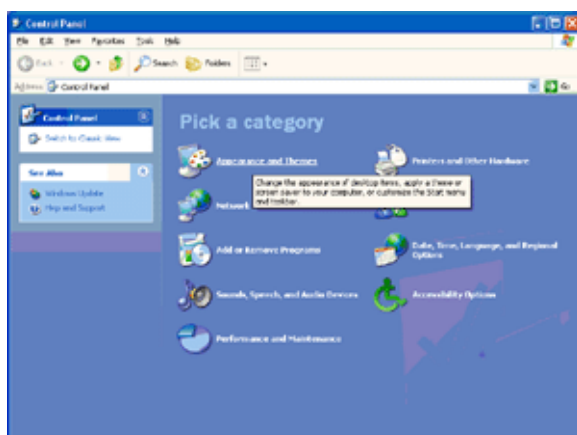 Control Panel
File Edit View Favorites Tools Help
Back Search Folders
Address Control Panel Go
Control Panel
Switch to Classic View
See Also
Windows Update
Help and Support
Pick a category
Appearance and Themes
Printers and Other Hardware
Change the appearance of desktop items, apply a theme or
screen saver to your computer, or customize the Start menu
and taskbar.
Network
Add or Remove Programs
Date, Time, Language, and Regional
Options
Sounds, Speech, and Audio Devices
Accessibility Options
Performance and Maintenance